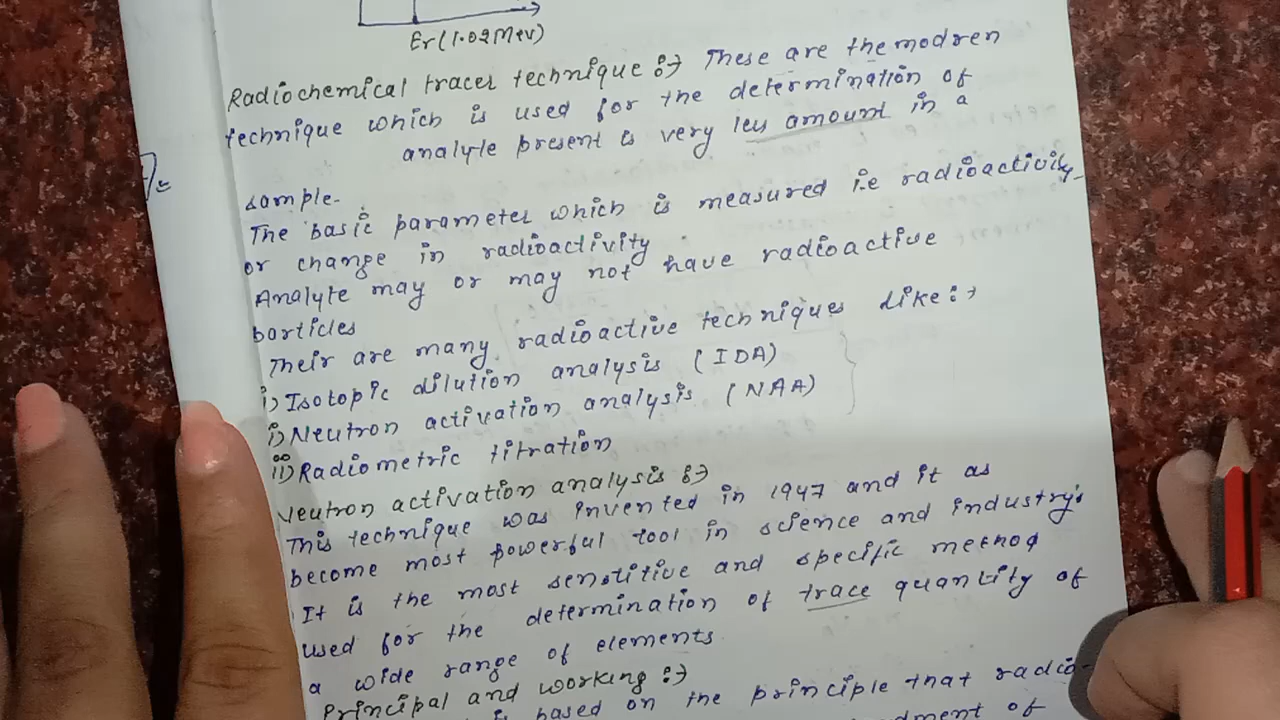 Er(1.02Mev)
Radiochemical tracer technique :→ These are the modren
technique which is used for the determination of
analyte present is very less amount in a
sample.
The basic parameter which is measured i.e radioactivity
or change in radioactivity
Analyte may or may not have radioactive
particles
Their are many radioactive techniques like :→
i) Isotopic dilution analysis (IDA)
i) Neutron activation analysis (NAA)
iii) Radiometric titration
Neutron activation analysis :→
This technique was invented in 1947 and it as
become most powerful tool in science and industry.
It is the most senstitive and specific method
used for the determination of trace quantity of
a wide range of elements
Principal and working :→
is based on the principle that radio-
of